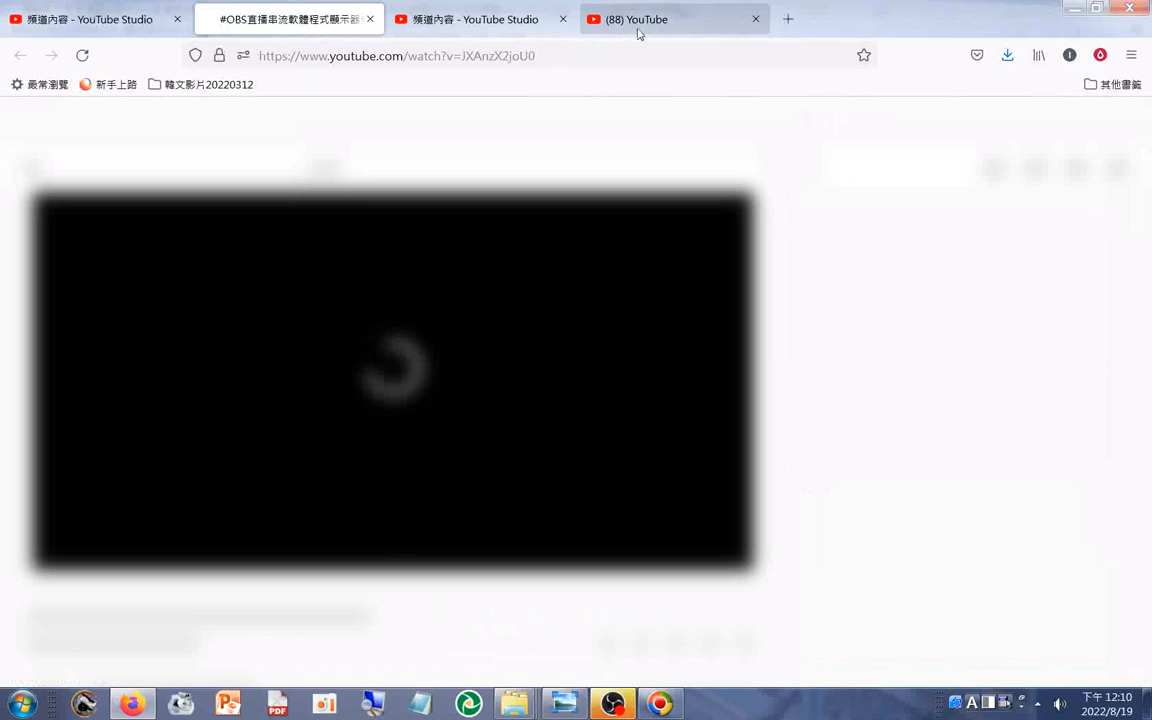 頻道內容 - YouTube Studio
#OBS直播串流軟體程式顯示器
頻道內容 - YouTube Studio
(88) YouTube
https://www.youtube.com/watch?v=JXAnzX2joU0
最常瀏覽
新手上路
韓文影片20220312
其他書籤
下午 12:10
2022/8/19